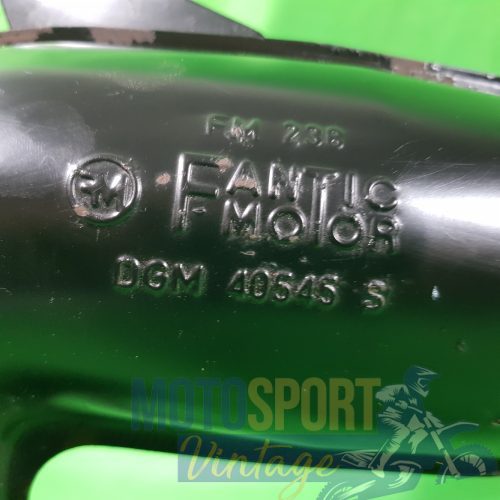 FM 236
FM FANTIC MOTOR
DGM 40545 S
MOTOSPORT
Vintage